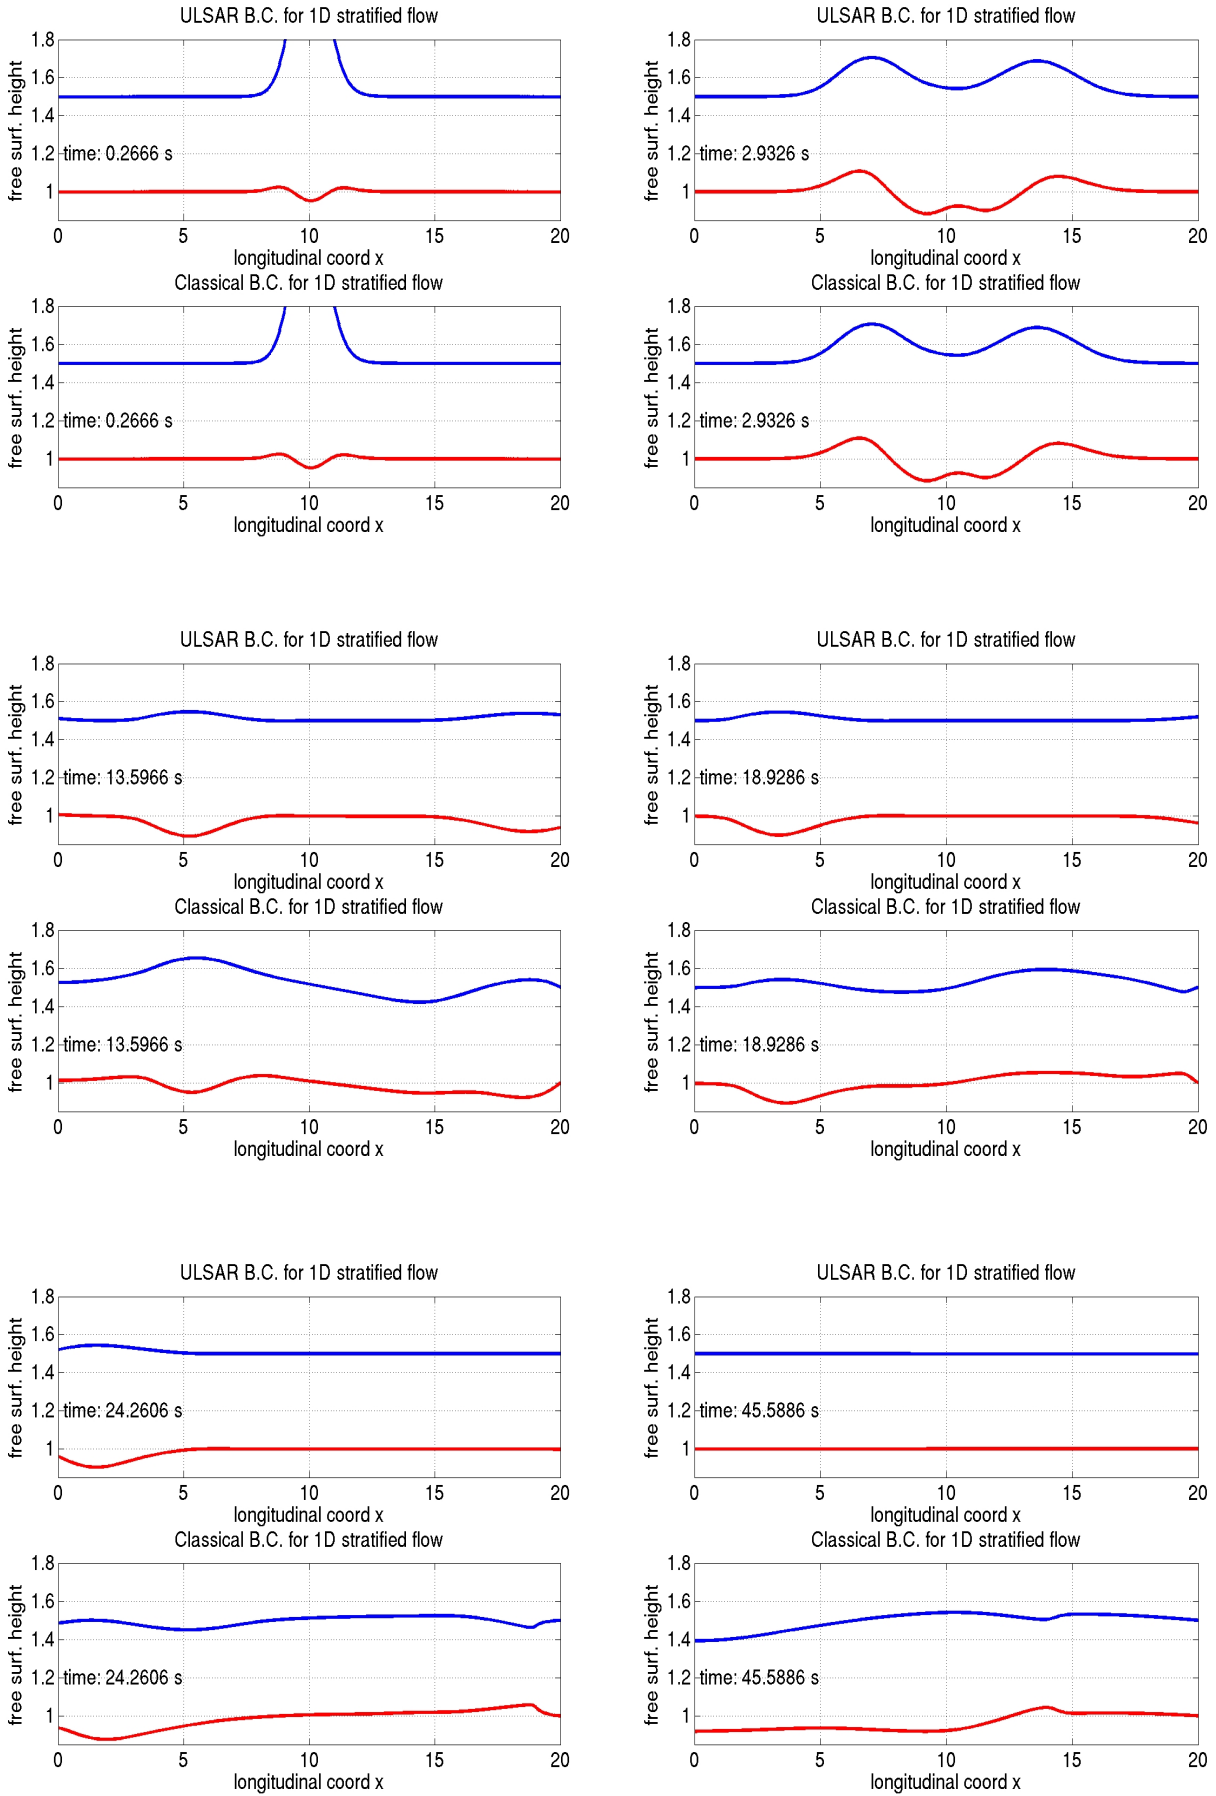 ULSAR B.C. for 1D stratified flow
free surf. height
1.8
1.6
1.4
1.2
1
time: 0.2666 s
0 5 10 15 20
longitudinal coord x
Classical B.C. for 1D stratified flow
free surf. height
1.8
1.6
1.4
1.2
1
time: 0.2666 s
0 5 10 15 20
longitudinal coord x
ULSAR B.C. for 1D stratified flow
free surf. height
1.8
1.6
1.4
1.2
1
time: 2.9326 s
0 5 10 15 20
longitudinal coord x
Classical B.C. for 1D stratified flow
free surf. height
1.8
1.6
1.4
1.2
1
time: 2.9326 s
0 5 10 15 20
longitudinal coord x
ULSAR B.C. for 1D stratified flow
free surf. height
1.8
1.6
1.4
1.2
1
time: 13.5966 s
0 5 10 15 20
longitudinal coord x
Classical B.C. for 1D stratified flow
free surf. height
1.8
1.6
1.4
1.2
1
time: 13.5966 s
0 5 10 15 20
longitudinal coord x
ULSAR B.C. for 1D stratified flow
free surf. height
1.8
1.6
1.4
1.2
1
time: 18.9286 s
0 5 10 15 20
longitudinal coord x
Classical B.C. for 1D stratified flow
free surf. height
1.8
1.6
1.4
1.2
1
time: 18.9286 s
0 5 10 15 20
longitudinal coord x
ULSAR B.C. for 1D stratified flow
free surf. height
1.8
1.6
1.4
1.2
1
time: 24.2606 s
0 5 10 15 20
longitudinal coord x
Classical B.C. for 1D stratified flow
free surf. height
1.8
1.6
1.4
1.2
1
time: 24.2606 s
0 5 10 15 20
longitudinal coord x
ULSAR B.C. for 1D stratified flow
free surf. height
1.8
1.6
1.4
1.2
1
time: 45.5886 s
0 5 10 15 20
longitudinal coord x
Classical B.C. for 1D stratified flow
free surf. height
1.8
1.6
1.4
1.2
1
time: 45.5886 s
0 5 10 15 20
longitudinal coord x